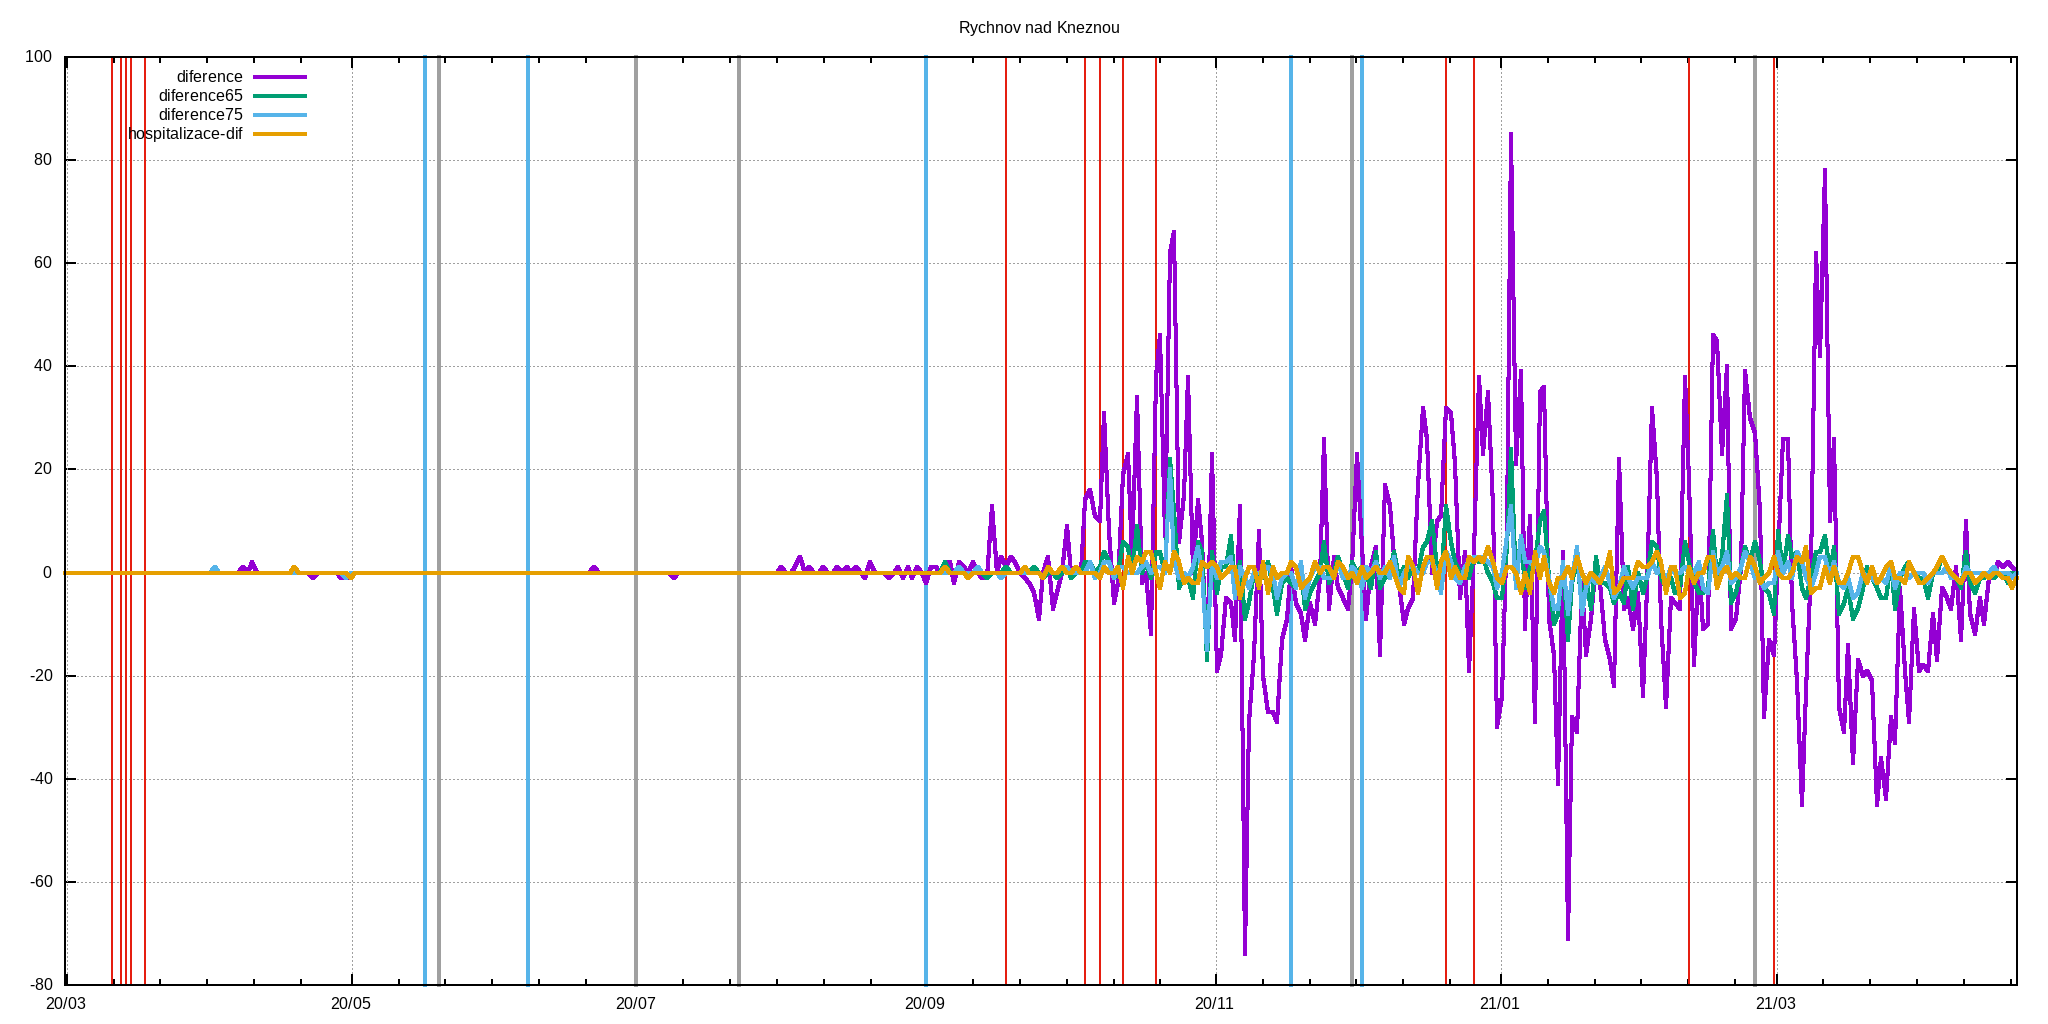 Rychnov nad Kneznou
100
diference
diference65
diference75
hospitalizace-dif
80
60
40
20
0
-20
-40
-60
-80
20/03 20/05 20/07 20/09 20/11 21/01 21/03